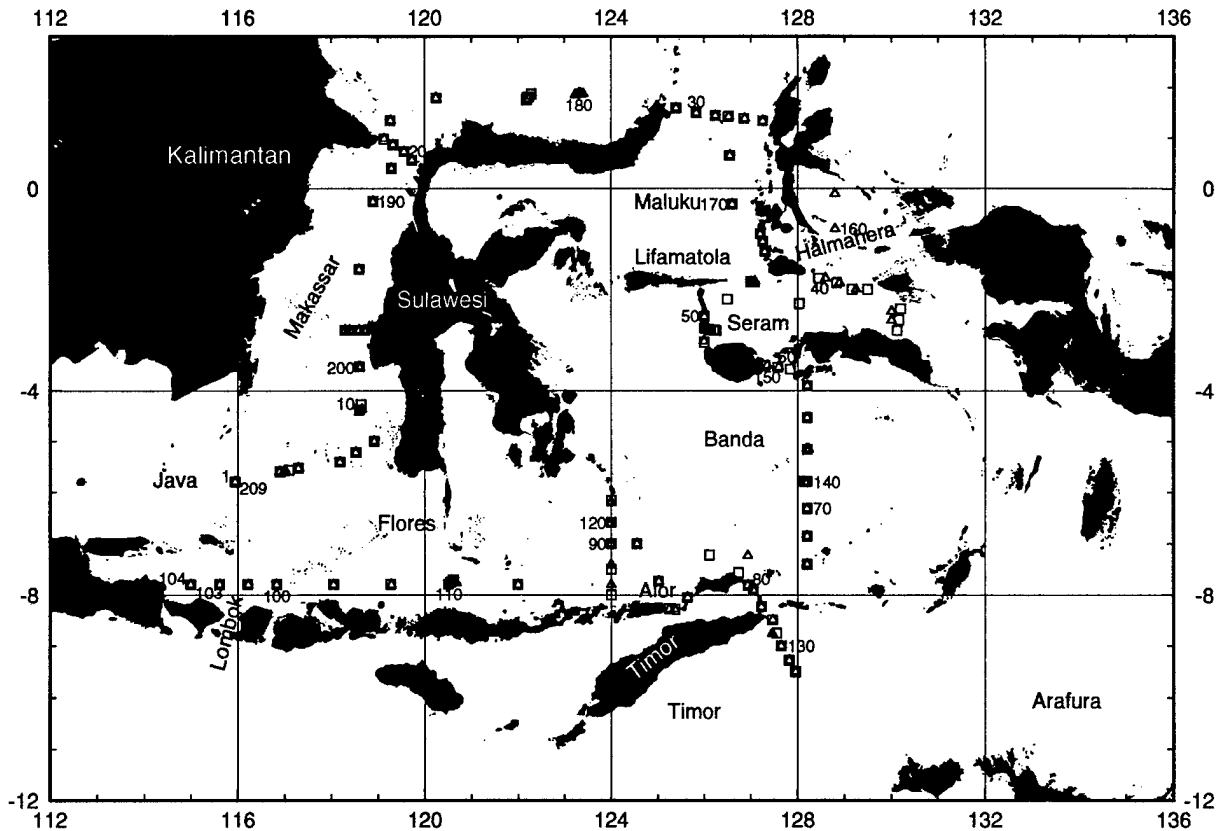 112 116 120 124 128 132 136
30
180
Kalimantan
20
0 0
190 Maluku 170
160
Halmahera
Lifamatola
Makassar
40
Sulawesi
50 Seram
60
200 50
-4 -4
10
Banda
1
Java 209 140
70
Flores 120
90
104 103 100 110 Alor 80
-8 -8
Lombok
130
Timor
Timor Arafura
-12 -12
112 116 120 124 128 132 136